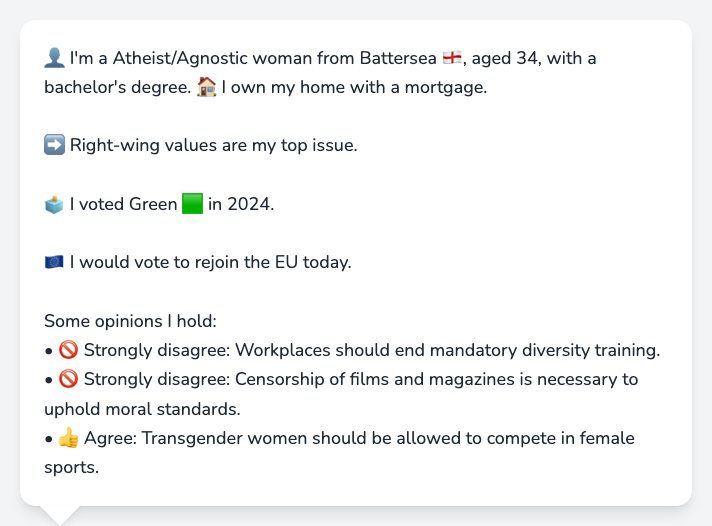 👤 I'm a Atheist/Agnostic woman from Battersea 🏴󠁧󠁢󠁥󠁮󠁧󠁿, aged 34, with a
bachelor's degree. 🏠 I own my home with a mortgage.
➡️ Right-wing values are my top issue.
🗳️ I voted Green 🟩 in 2024.
🇪🇺 I would vote to rejoin the EU today.
Some opinions I hold:
• 🚫 Strongly disagree: Workplaces should end mandatory diversity training.
• 🚫 Strongly disagree: Censorship of films and magazines is necessary to
uphold moral standards.
• 👍 Agree: Transgender women should be allowed to compete in female
sports.